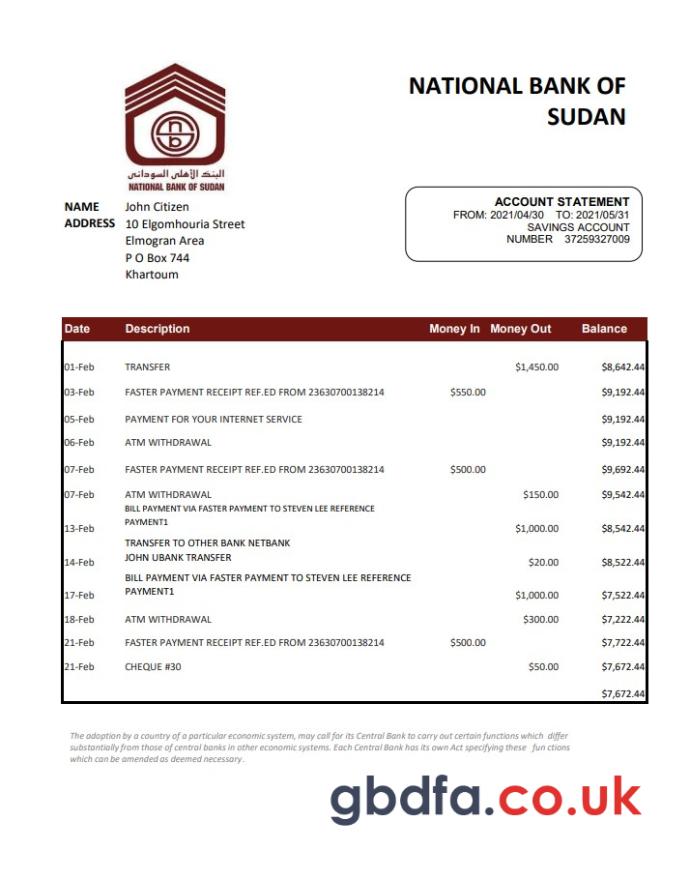 NATIONAL BANK OF
SUDAN
البنك الأهلي السوداني
NATIONAL BANK OF SUDAN
NAME John Citizen
ADDRESS 10 Elgomhouria Street
Elmogran Area
P O Box 744
Khartoum
ACCOUNT STATEMENT
FROM: 2021/04/30 TO: 2021/05/31
SAVINGS ACCOUNT
NUMBER 37259327009
Date Description Money In Money Out Balance
01-Feb TRANSFER $1,450.00 $8,642.44
03-Feb FASTER PAYMENT RECEIPT REF.ED FROM 23630700138214 $550.00 $9,192.44
05-Feb PAYMENT FOR YOUR INTERNET SERVICE $9,192.44
06-Feb ATM WITHDRAWAL $9,192.44
07-Feb FASTER PAYMENT RECEIPT REF.ED FROM 23630700138214 $500.00 $9,692.44
07-Feb ATM WITHDRAWAL $150.00 $9,542.44
BILL PAYMENT VIA FASTER PAYMENT TO STEVEN LEE REFERENCE
PAYMENT1
13-Feb $1,000.00 $8,542.44
TRANSFER TO OTHER BANK NETBANK
JOHN UBANK TRANSFER
14-Feb $20.00 $8,522.44
BILL PAYMENT VIA FASTER PAYMENT TO STEVEN LEE REFERENCE
PAYMENT1
17-Feb $1,000.00 $7,522.44
18-Feb ATM WITHDRAWAL $300.00 $7,222.44
21-Feb FASTER PAYMENT RECEIPT REF.ED FROM 23630700138214 $500.00 $7,722.44
21-Feb CHEQUE #30 $50.00 $7,672.44
$7,672.44
The adoption by a country of a particular economic system, may call for its Central Bank to carry out certain functions which differ
substantially from those of central banks in other economic systems. Each Central Bank has its own Act specifying these fun ctions
which can be amended as deemed necessary.
gbdfa.co.uk